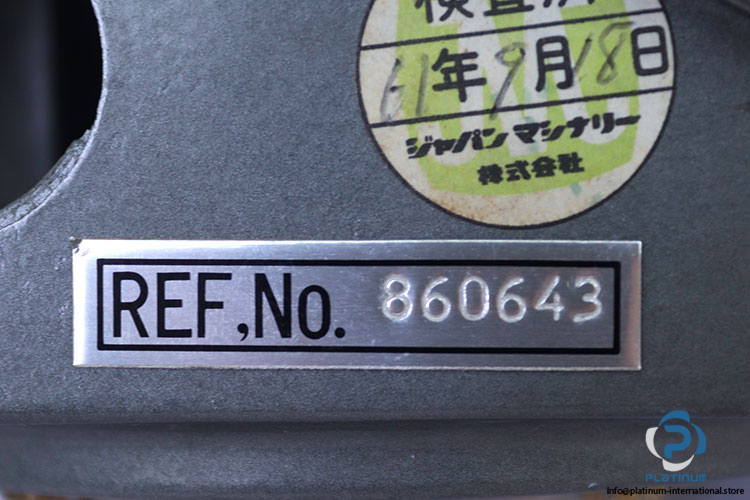 検査済
61年9月18日
ジャパン マシナリー
株式会社
REF,No. 860643
PLATINUM
Info@platinum-international.store